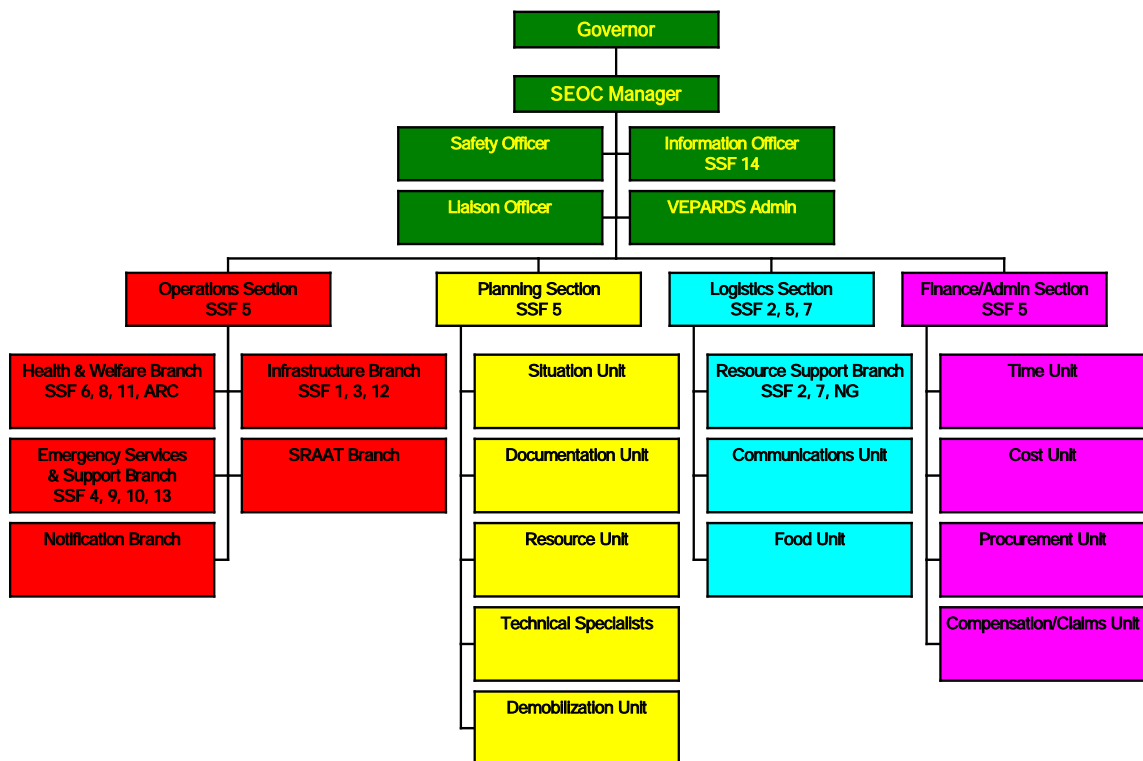 Governor
SEOC Manager
Safety Officer
Information Officer
SSF 14
Liaison Officer
VEPARDS Admin
Operations Section
SSF 5
Planning Section
SSF 5
Logistics Section
SSF 2, 5, 7
Finance/Admin Section
SSF 5
Health & Welfare Branch
SSF 6, 8, 11, ARC
Infrastructure Branch
SSF 1, 3, 12
Situation Unit
Resource Support Branch
SSF 2, 7, NG
Time Unit
Emergency Services
& Support Branch
SSF 4, 9, 10, 13
SRAAT Branch
Documentation Unit
Communications Unit
Cost Unit
Notification Branch
Resource Unit
Food Unit
Procurement Unit
Technical Specialists
Compensation/Claims Unit
Demobilization Unit